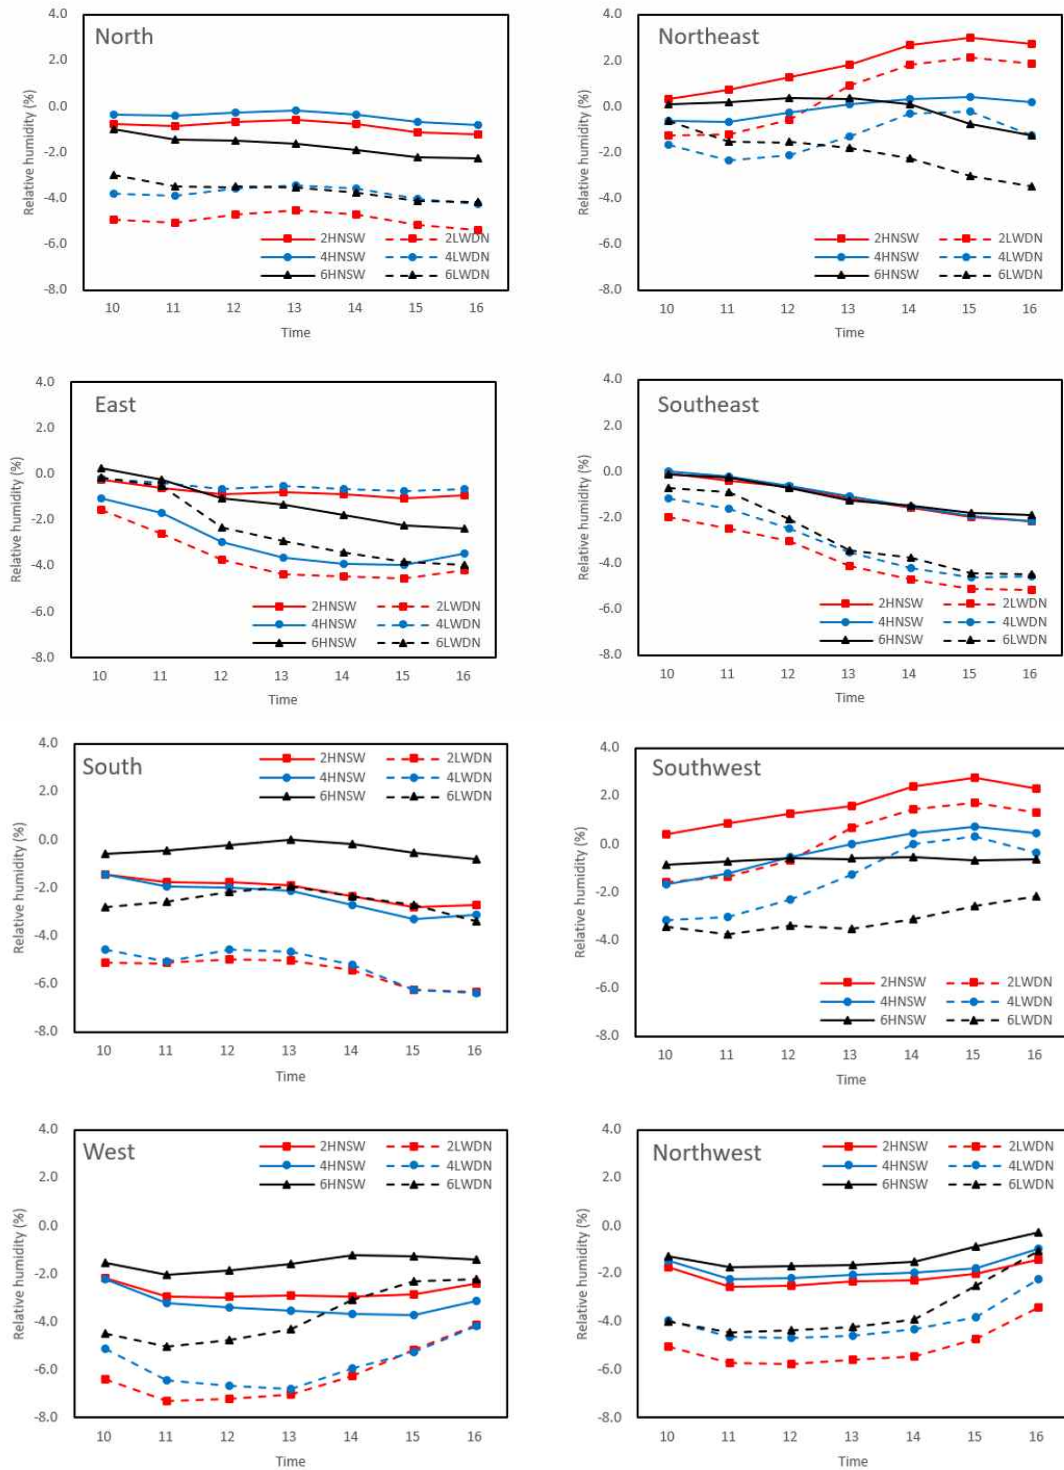 North
4.0
2.0
0.0
-2.0
-4.0
-6.0
-8.0
Relative humidity (%)
2HNSW 2LWDN
4HNSW 4LWDN
6HNSW 6LWDN
10 11 12 13 14 15 16
Time
Northeast
4.0
2.0
0.0
-2.0
-4.0
-6.0
-8.0
Relative humidity (%)
2HNSW 2LWDN
4HNSW 4LWDN
6HNSW 6LWDN
10 11 12 13 14 15 16
Time
East
4.0
2.0
0.0
-2.0
-4.0
-6.0
-8.0
Relative humidity (%)
2HNSW 2LWDN
4HNSW 4LWDN
6HNSW 6LWDN
10 11 12 13 14 15 16
Time
Southeast
4.0
2.0
0.0
-2.0
-4.0
-6.0
-8.0
Relative humidity (%)
2HNSW 2LWDN
4HNSW 4LWDN
6HNSW 6LWDN
10 11 12 13 14 15 16
Time
South
4.0
2.0
0.0
-2.0
-4.0
-6.0
-8.0
Relative humidity (%)
2HNSW 2LWDN
4HNSW 4LWDN
6HNSW 6LWDN
10 11 12 13 14 15 16
Time
Southwest
4.0
2.0
0.0
-2.0
-4.0
-6.0
-8.0
Relative humidity (%)
2HNSW 2LWDN
4HNSW 4LWDN
6HNSW 6LWDN
10 11 12 13 14 15 16
Time
West
4.0
2.0
0.0
-2.0
-4.0
-6.0
-8.0
Relative humidity (%)
2HNSW 2LWDN
4HNSW 4LWDN
6HNSW 6LWDN
10 11 12 13 14 15 16
Time
Northwest
4.0
2.0
0.0
-2.0
-4.0
-6.0
-8.0
Relative humidity (%)
2HNSW 2LWDN
4HNSW 4LWDN
6HNSW 6LWDN
10 11 12 13 14 15 16
Time